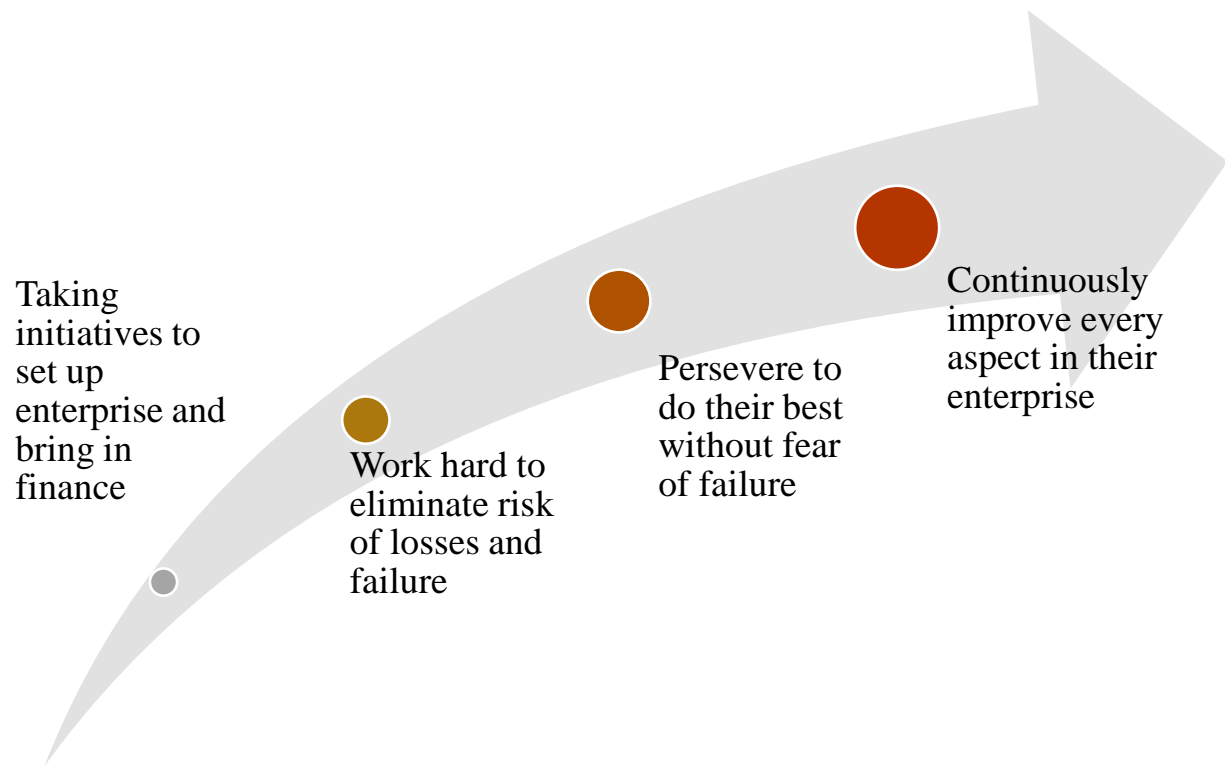 Taking
initiatives to
set up
enterprise and
bring in
finance
Work hard to
eliminate risk
of losses and
failure
Persevere to
do their best
without fear
of failure
Continuously
improve every
aspect in their
enterprise